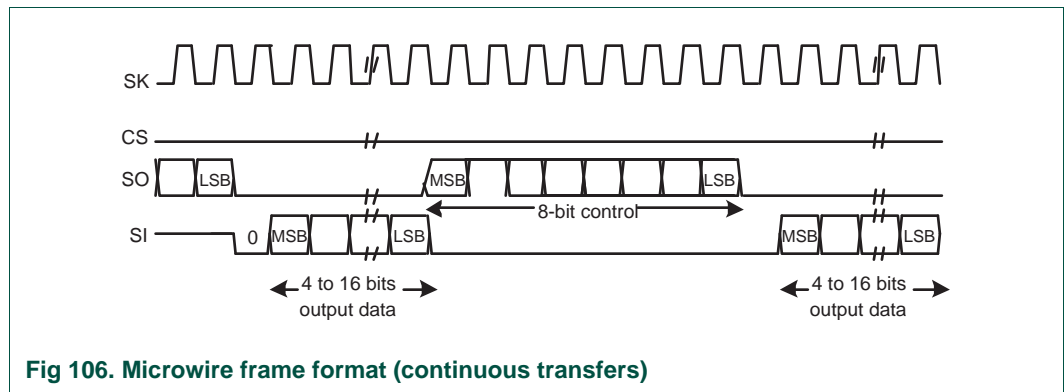 SK
CS
SO
LSB
MSB
LSB
8-bit control
SI
0
MSB
LSB
MSB
LSB
4 to 16 bits
output data
4 to 16 bits
output data
Fig 106. Microwire frame format (continuous transfers)